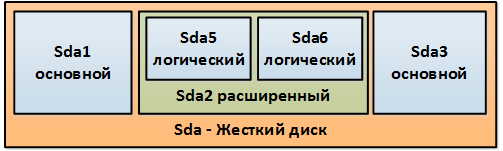 Sda1
основной
Sda5
логический
Sda6
логический
Sda2 расширенный
Sda3
основной
Sda - Жесткий диск